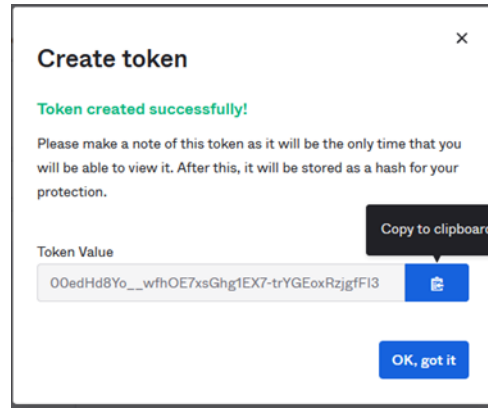 Create token
Token created successfully!
Please make a note of this token as it will be the only time that you
will be able to view it. After this, it will be stored as a hash for your
protection.
Copy to clipboard
Token Value
00edHd8Yo__wfhOE7xsGhg1EX7-trYGEoxRzjgfFI3
OK, got it